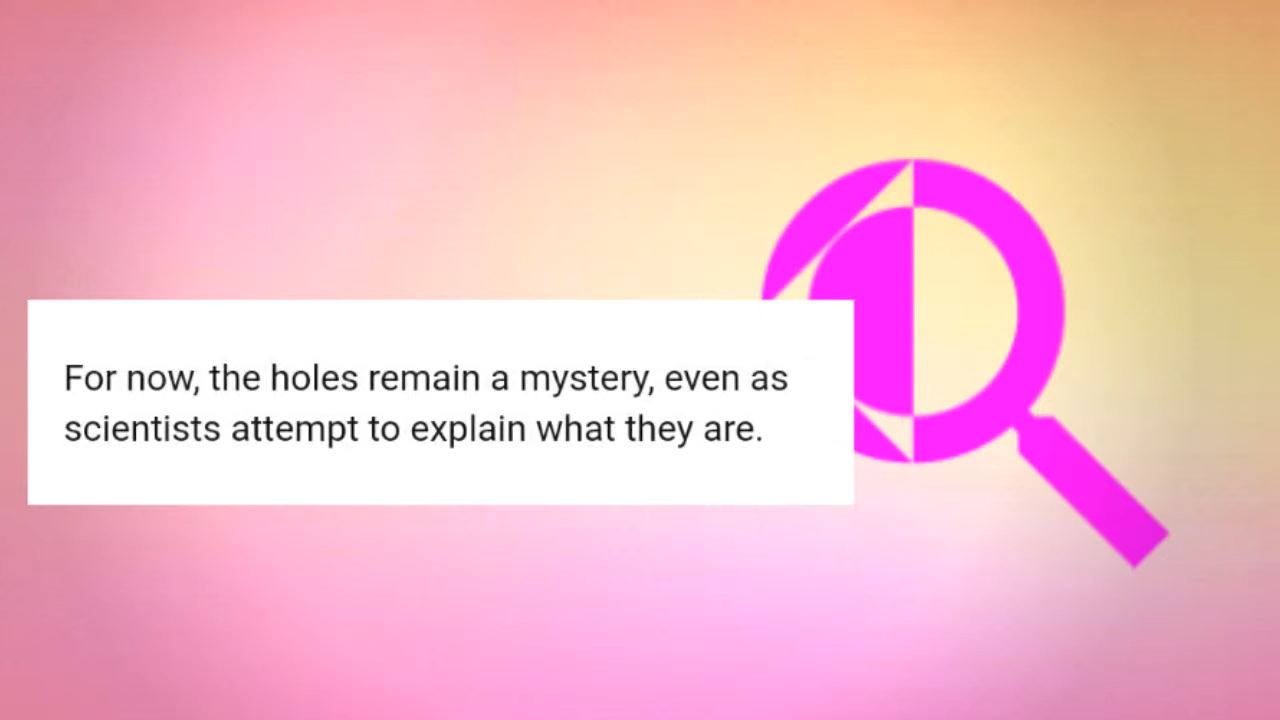 For now, the holes remain a mystery, even as
scientists attempt to explain what they are.